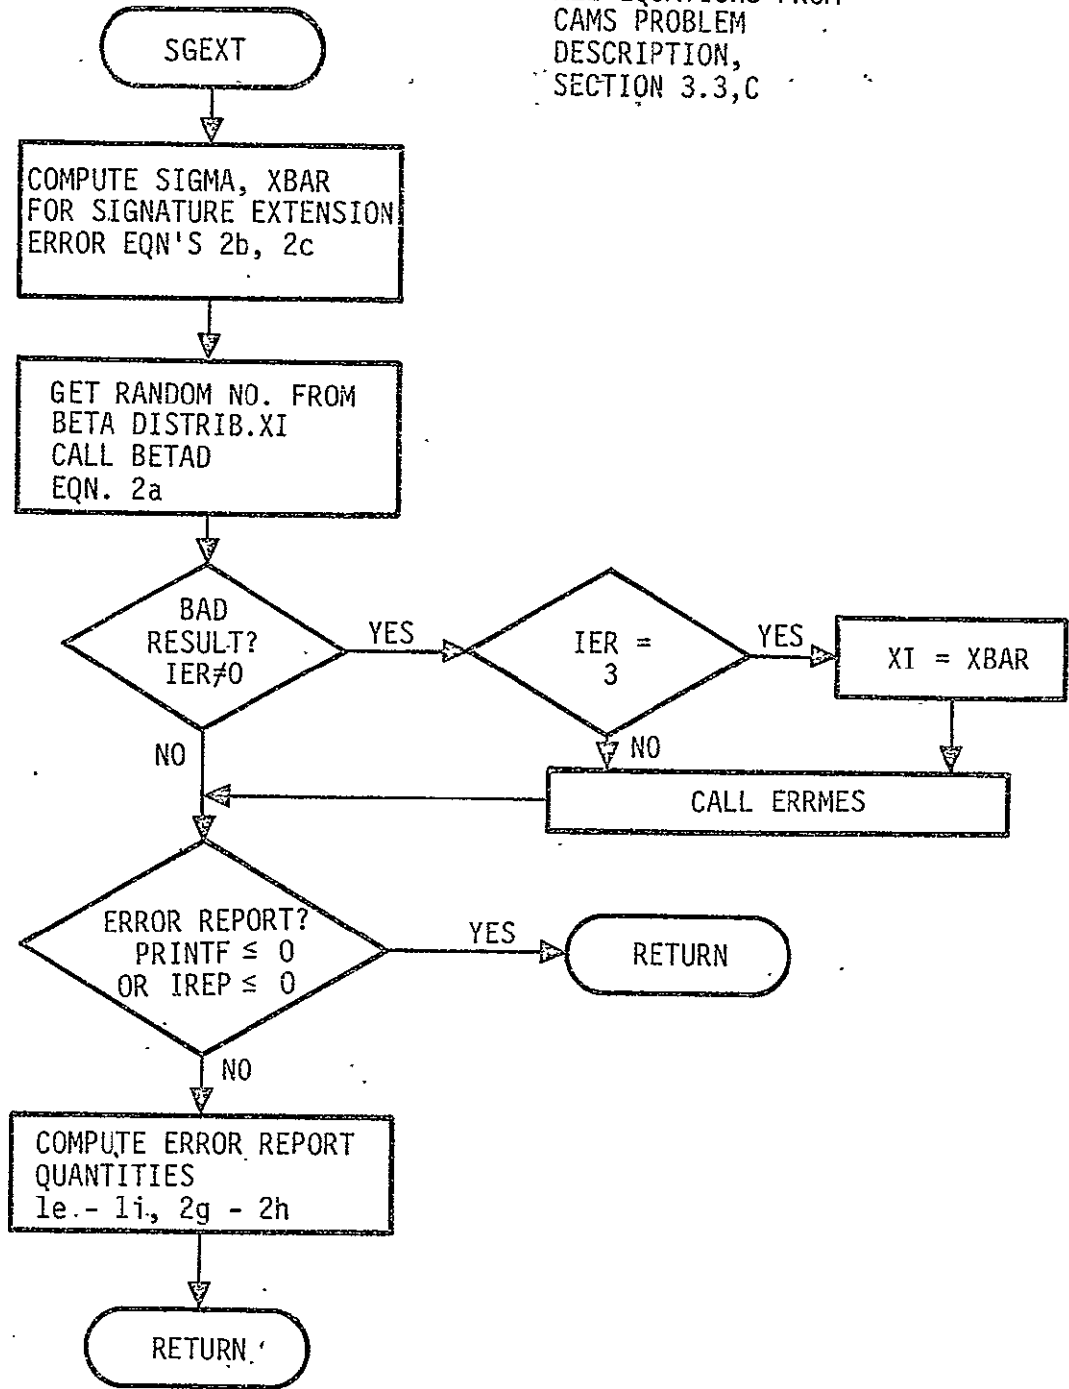 EQUATIONS FROM
CAMS PROBLEM
DESCRIPTION,
SECTION 3.3,C
SGEXT
COMPUTE SIGMA, XBAR
FOR SIGNATURE EXTENSION
ERROR EQN'S 2b, 2c
GET RANDOM NO. FROM
BETA DISTRIB.XI
CALL BETAD
EQN. 2a
BAD
RESULT?
IER≠0
YES
IER =
3
YES
XI = XBAR
NO
NO
CALL ERRMES
ERROR REPORT?
PRINTF ≤ 0
OR IREP ≤ 0
YES
RETURN
NO
COMPUTE ERROR REPORT
QUANTITIES
1e.- 1i, 2g - 2h
RETURN